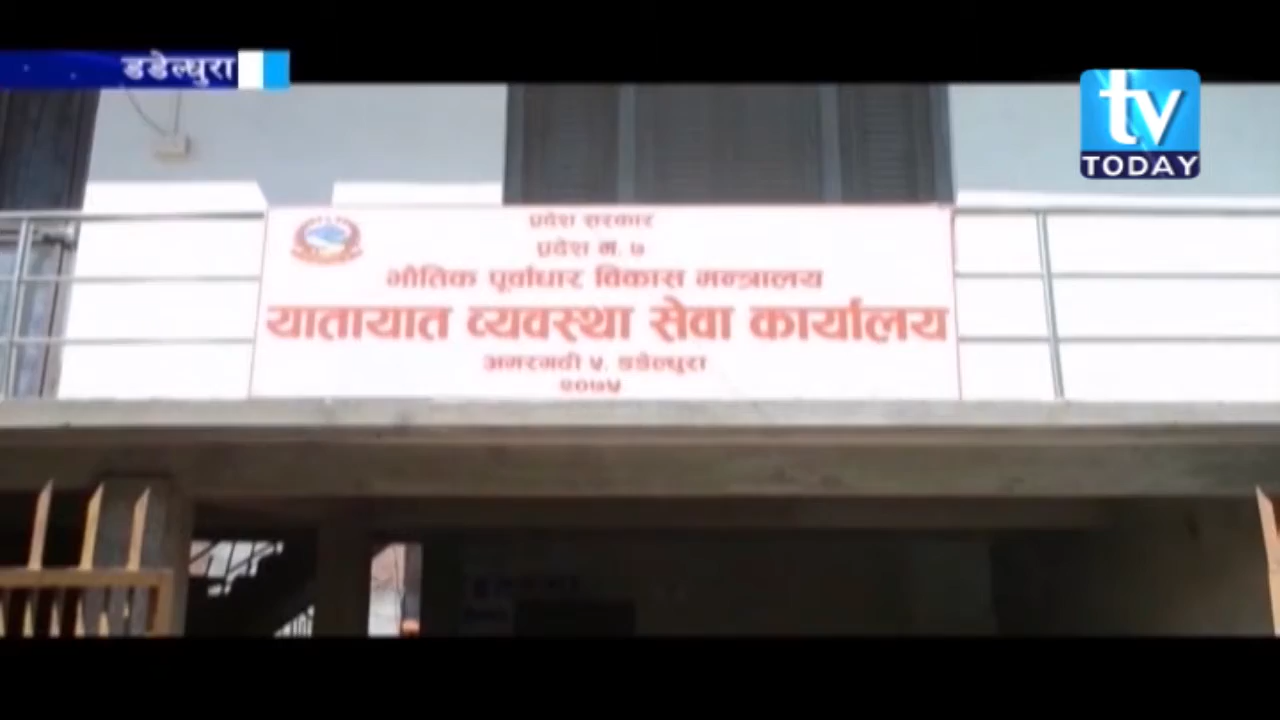 डडेल्धुरा
tv
TODAY
प्रदेश सरकार
प्रदेश न. ७
भौतिक पूर्वाधार विकास मन्त्रालय
यातायात व्यवस्था सेवा कार्यालय
अमरगढी ५, डडेल्धुरा
२०७५